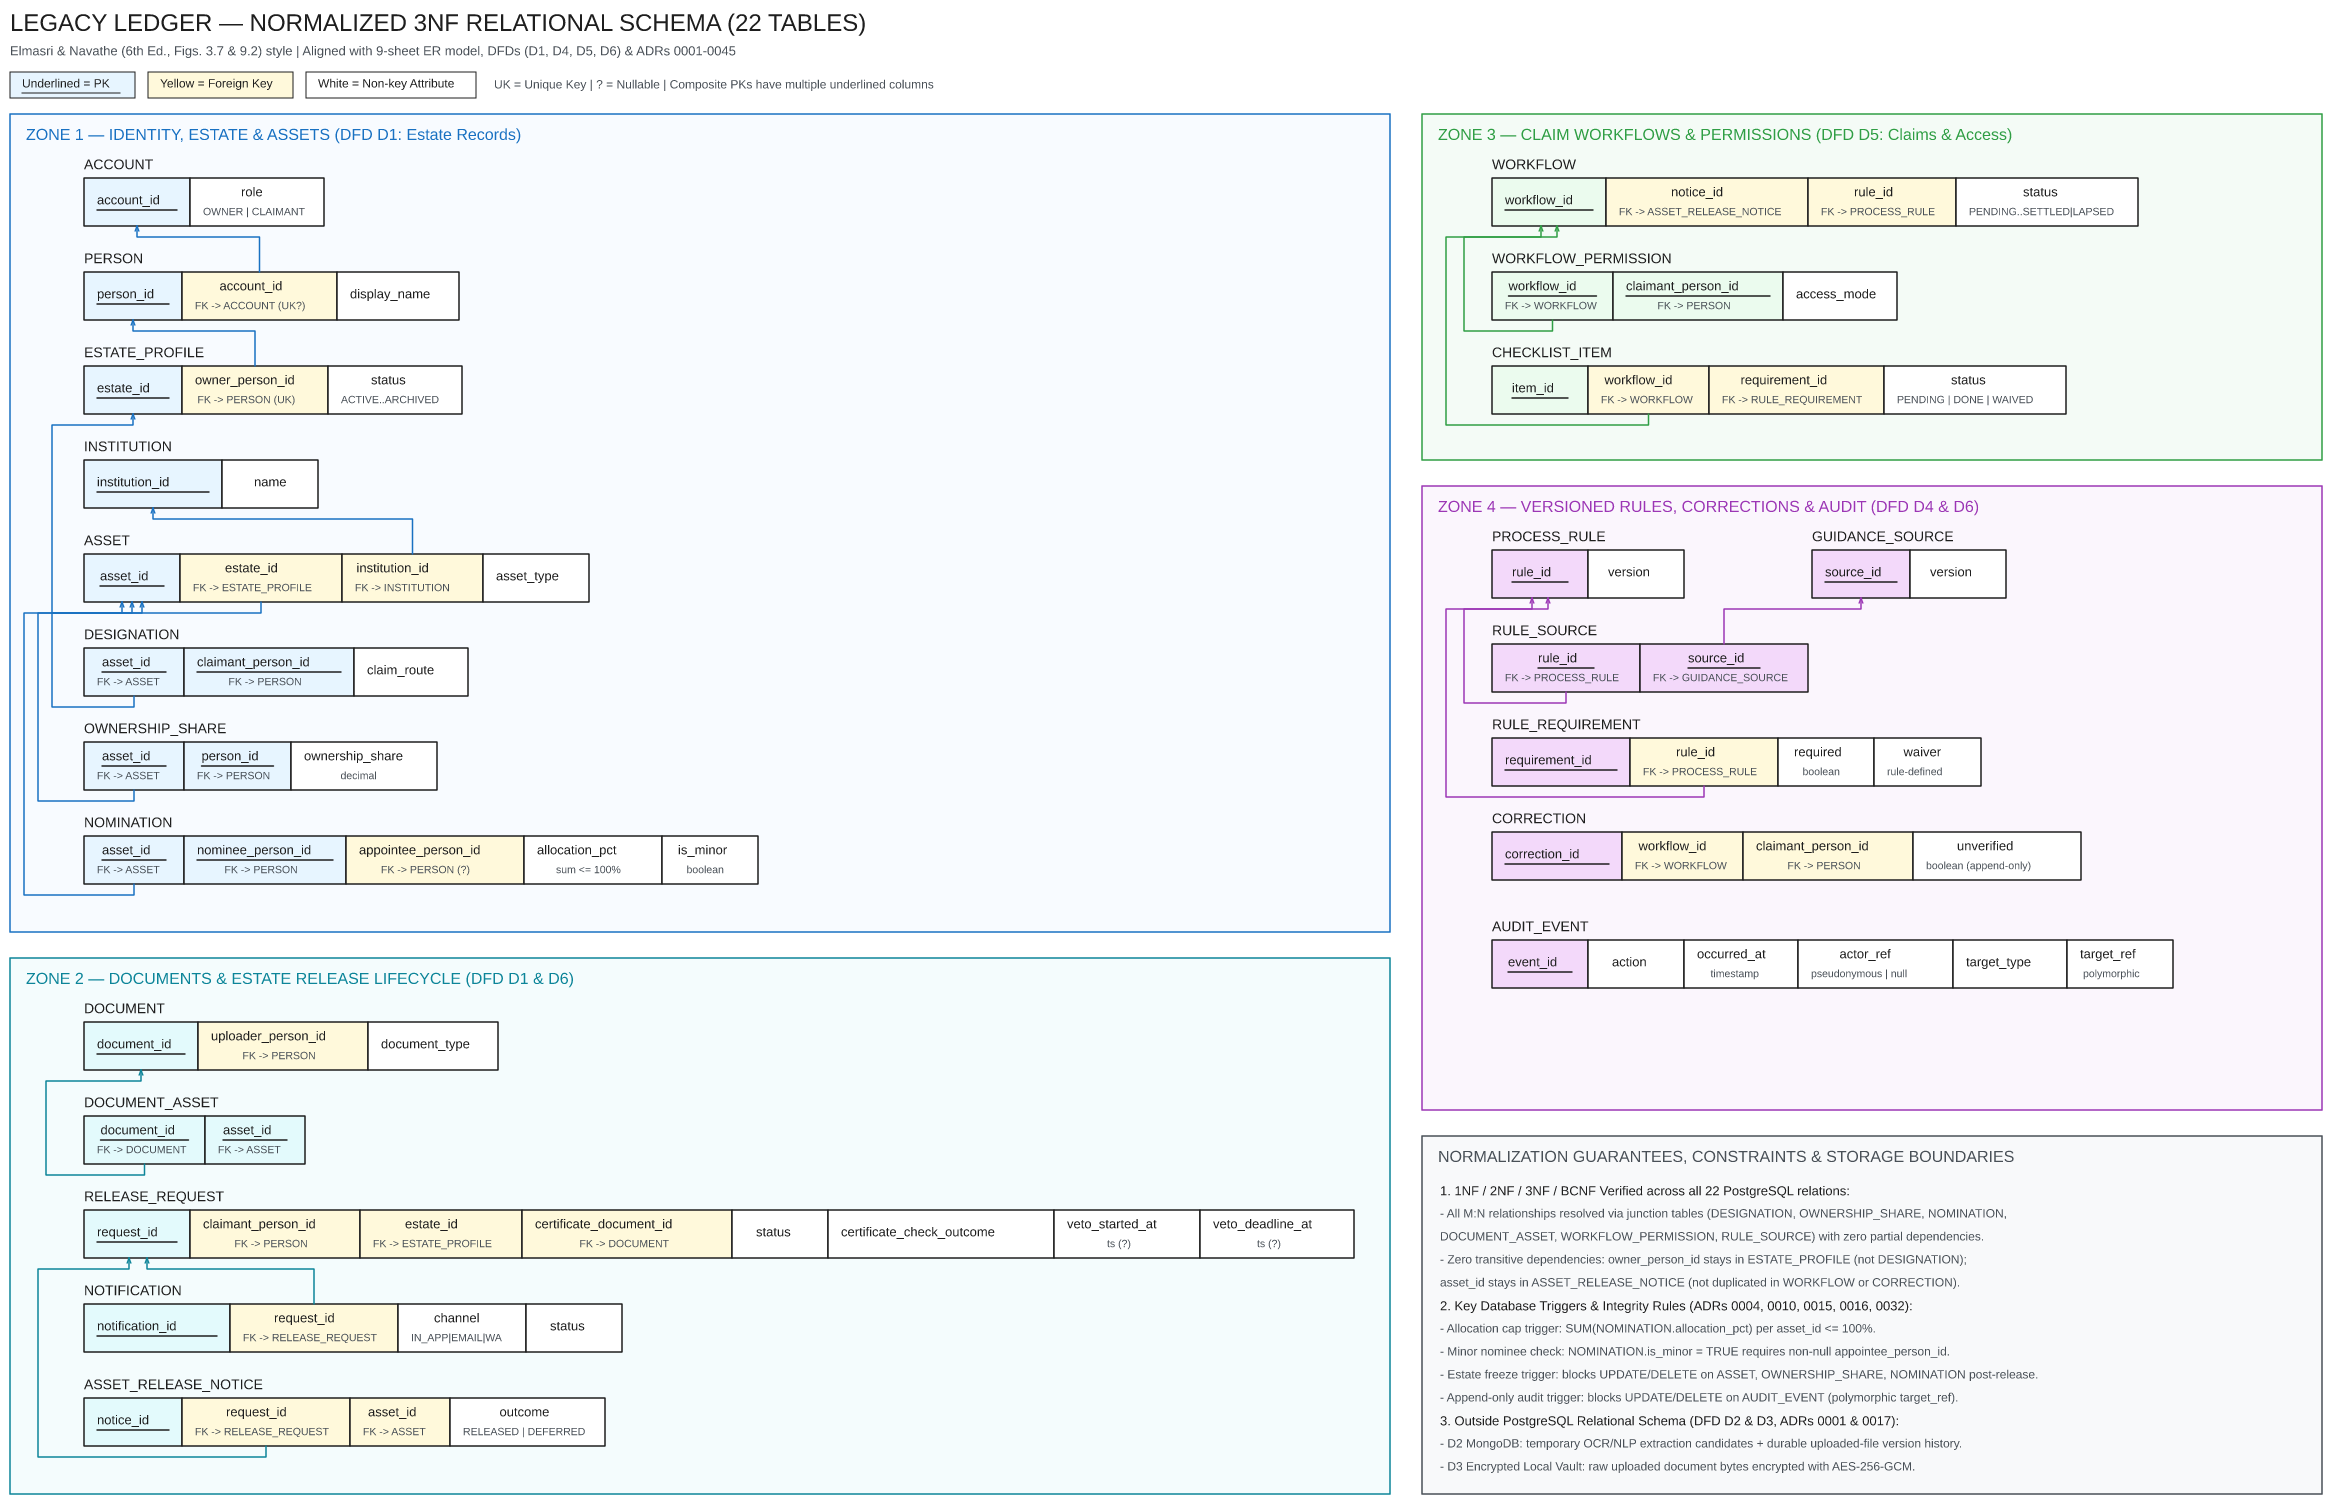 LEGACY LEDGER — NORMALIZED 3NF RELATIONAL SCHEMA (22 TABLES)
Elmasri & Navathe (6th Ed., Figs. 3.7 & 9.2) style | Aligned with 9-sheet ER model, DFDs (D1, D4, D5, D6) & ADRs 0001-0045
Underlined = PK
Yellow = Foreign Key
White = Non-key Attribute
UK = Unique Key | ? = Nullable | Composite PKs have multiple underlined columns
ZONE 1 — IDENTITY, ESTATE & ASSETS (DFD D1: Estate Records)
ACCOUNT
account_id
role
OWNER | CLAIMANT
PERSON
person_id
account_id
FK -> ACCOUNT (UK?)
display_name
ESTATE_PROFILE
estate_id
owner_person_id
FK -> PERSON (UK)
status
ACTIVE..ARCHIVED
INSTITUTION
institution_id
name
ASSET
asset_id
estate_id
FK -> ESTATE_PROFILE
institution_id
FK -> INSTITUTION
asset_type
DESIGNATION
asset_id
FK -> ASSET
claimant_person_id
FK -> PERSON
claim_route
OWNERSHIP_SHARE
asset_id
FK -> ASSET
person_id
FK -> PERSON
ownership_share
decimal
NOMINATION
asset_id
FK -> ASSET
nominee_person_id
FK -> PERSON
appointee_person_id
FK -> PERSON (?)
allocation_pct
sum <= 100%
is_minor
boolean
ZONE 2 — DOCUMENTS & ESTATE RELEASE LIFECYCLE (DFD D1 & D6)
DOCUMENT
document_id
uploader_person_id
FK -> PERSON
document_type
DOCUMENT_ASSET
document_id
FK -> DOCUMENT
asset_id
FK -> ASSET
RELEASE_REQUEST
request_id
claimant_person_id
FK -> PERSON
estate_id
FK -> ESTATE_PROFILE
certificate_document_id
FK -> DOCUMENT
status
certificate_check_outcome
veto_started_at
ts (?)
veto_deadline_at
ts (?)
NOTIFICATION
notification_id
request_id
FK -> RELEASE_REQUEST
channel
IN_APP|EMAIL|WA
status
ASSET_RELEASE_NOTICE
notice_id
request_id
FK -> RELEASE_REQUEST
asset_id
FK -> ASSET
outcome
RELEASED | DEFERRED
ZONE 3 — CLAIM WORKFLOWS & PERMISSIONS (DFD D5: Claims & Access)
WORKFLOW
workflow_id
notice_id
FK -> ASSET_RELEASE_NOTICE
rule_id
FK -> PROCESS_RULE
status
PENDING..SETTLED|LAPSED
WORKFLOW_PERMISSION
workflow_id
FK -> WORKFLOW
claimant_person_id
FK -> PERSON
access_mode
CHECKLIST_ITEM
item_id
workflow_id
FK -> WORKFLOW
requirement_id
FK -> RULE_REQUIREMENT
status
PENDING | DONE | WAIVED
ZONE 4 — VERSIONED RULES, CORRECTIONS & AUDIT (DFD D4 & D6)
PROCESS_RULE
rule_id
version
GUIDANCE_SOURCE
source_id
version
RULE_SOURCE
rule_id
FK -> PROCESS_RULE
source_id
FK -> GUIDANCE_SOURCE
RULE_REQUIREMENT
requirement_id
rule_id
FK -> PROCESS_RULE
required
boolean
waiver
rule-defined
CORRECTION
correction_id
workflow_id
FK -> WORKFLOW
claimant_person_id
FK -> PERSON
unverified
boolean (append-only)
AUDIT_EVENT
event_id
action
occurred_at
timestamp
actor_ref
pseudonymous | null
target_type
target_ref
polymorphic
NORMALIZATION GUARANTEES, CONSTRAINTS & STORAGE BOUNDARIES
1. 1NF / 2NF / 3NF / BCNF Verified across all 22 PostgreSQL relations:
- All M:N relationships resolved via junction tables (DESIGNATION, OWNERSHIP_SHARE, NOMINATION,
DOCUMENT_ASSET, WORKFLOW_PERMISSION, RULE_SOURCE) with zero partial dependencies.
- Zero transitive dependencies: owner_person_id stays in ESTATE_PROFILE (not DESIGNATION);
asset_id stays in ASSET_RELEASE_NOTICE (not duplicated in WORKFLOW or CORRECTION).
2. Key Database Triggers & Integrity Rules (ADRs 0004, 0010, 0015, 0016, 0032):
- Allocation cap trigger: SUM(NOMINATION.allocation_pct) per asset_id <= 100%.
- Minor nominee check: NOMINATION.is_minor = TRUE requires non-null appointee_person_id.
- Estate freeze trigger: blocks UPDATE/DELETE on ASSET, OWNERSHIP_SHARE, NOMINATION post-release.
- Append-only audit trigger: blocks UPDATE/DELETE on AUDIT_EVENT (polymorphic target_ref).
3. Outside PostgreSQL Relational Schema (DFD D2 & D3, ADRs 0001 & 0017):
- D2 MongoDB: temporary OCR/NLP extraction candidates + durable uploaded-file version history.
- D3 Encrypted Local Vault: raw uploaded document bytes encrypted with AES-256-GCM.